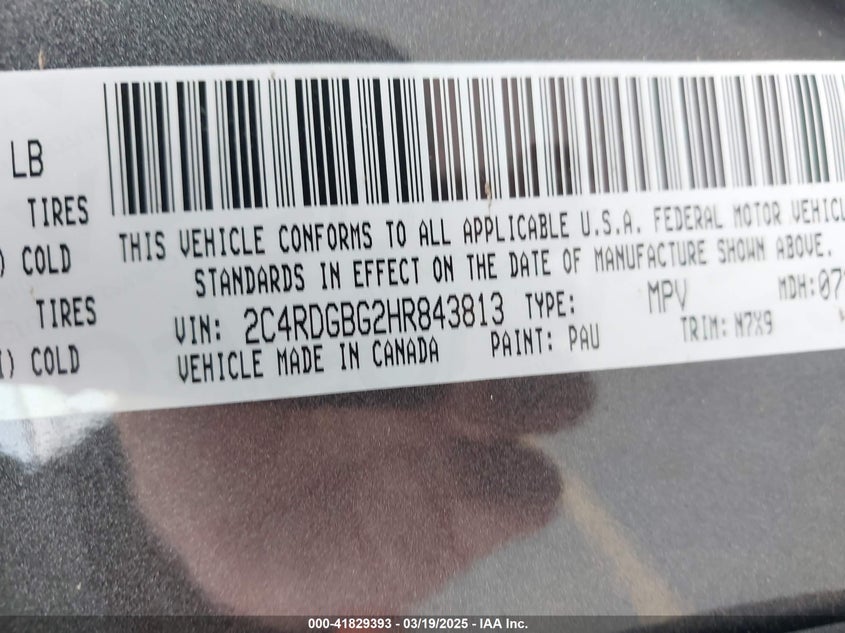 LB
TIRES
) COLD
TIRES
) COLD
THIS VEHICLE CONFORMS TO ALL APPLICABLE U.S.A. FEDERAL MOTOR VEHICL
STANDARDS IN EFFECT ON THE DATE OF MANUFACTURE SHOWN ABOVE.
VIN: 2C4RDGBG2HR843813 TYPE: MPV MDH:07
VEHICLE MADE IN CANADA PAINT: PAU TRIM: N7X9
000-41829393 / 03/19/2025 - IAA Inc.